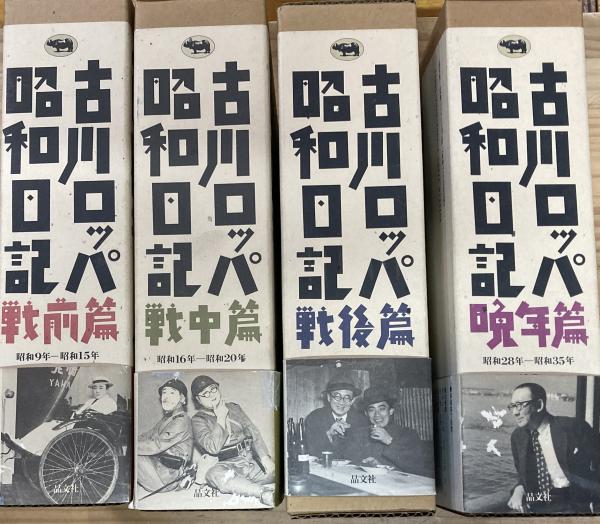 古川ロッパ
昭和日記
戦前篇
昭和9年—昭和15年
晶文社
古川ロッパ
昭和日記
戦中篇
昭和16年—昭和20年
晶文社
古川ロッパ
昭和日記
戦後篇
晶文社
古川ロッパ
昭和日記
晩年篇
昭和28年—昭和35年
晶文社